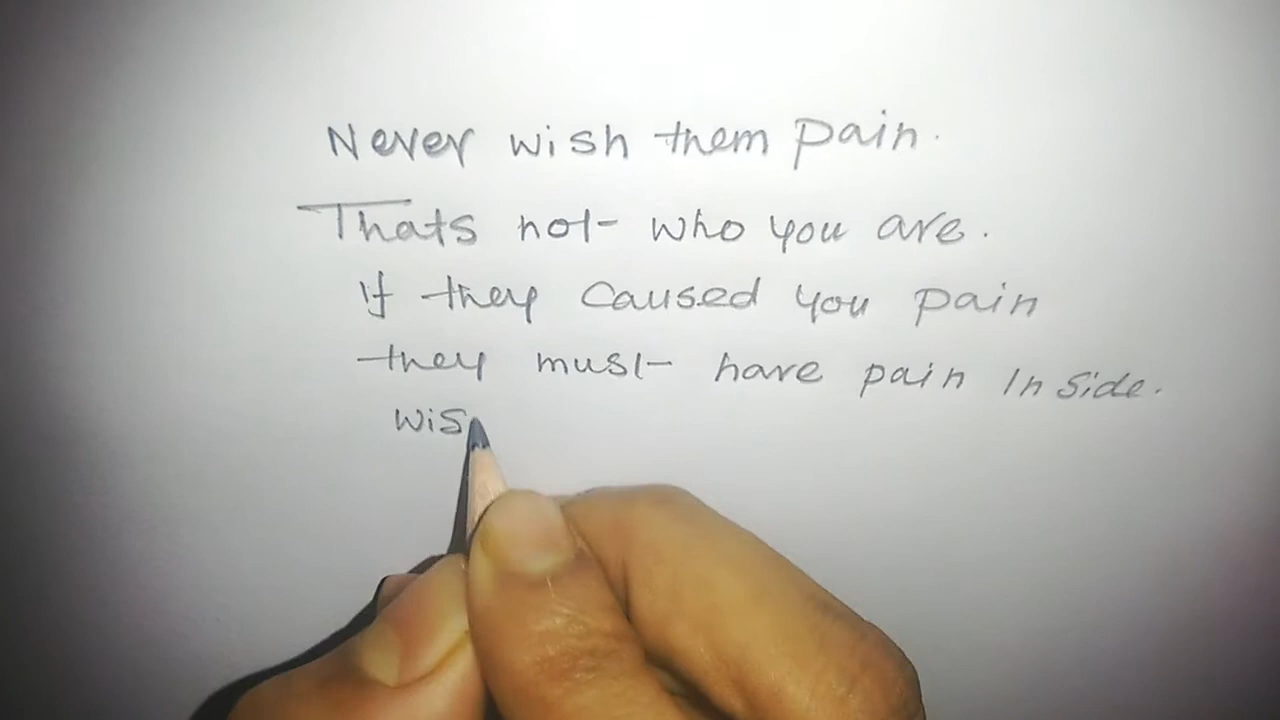 Never wish them pain.
Thats not who you are.
If they caused you pain
they must have pain Inside.
Wis